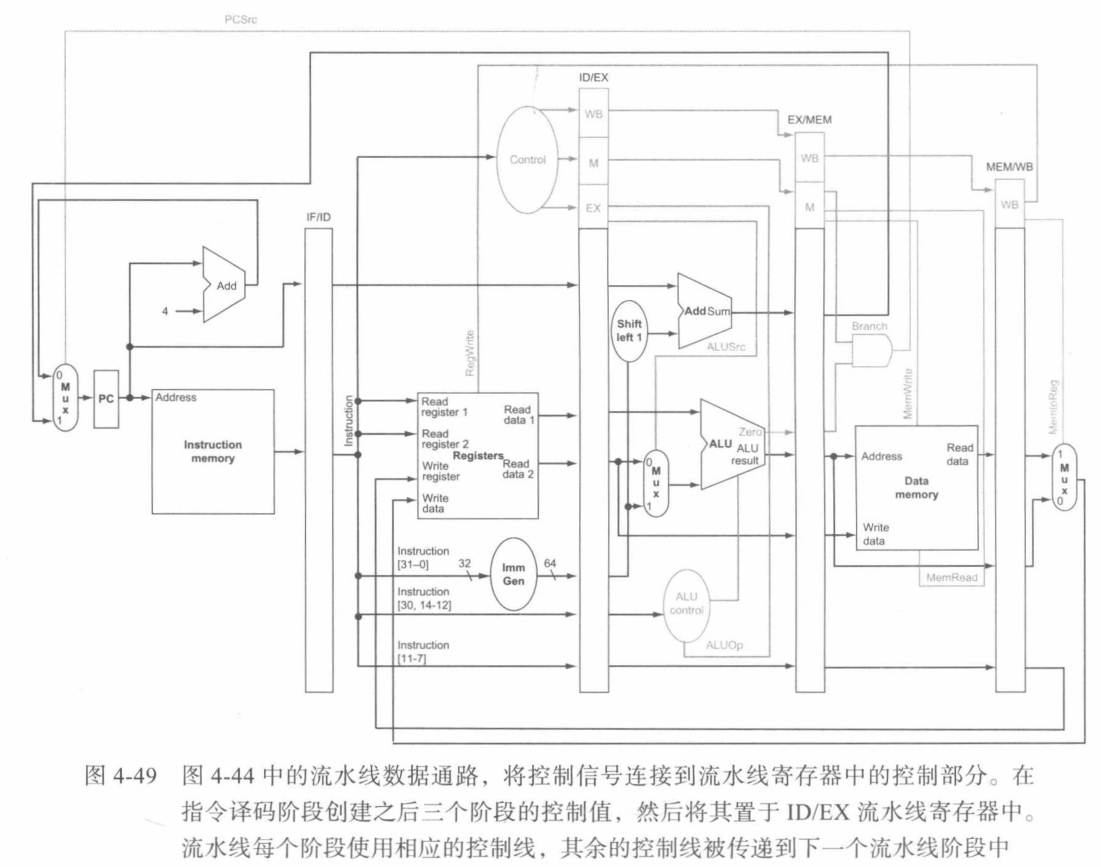 PCSrc
ID/EX
WB
Control
M
EX
EX/MEM
WB
M
MEM/WB
WB
IF/ID
Add
4
Shift
left 1
Add Sum
ALUSrc
Branch
RegWrite
MemWrite
MemtoReg
0
M
u
x
1
PC
Address
Instruction
memory
Instruction
Read
register 1
Read
data 1
Read
register 2
Registers
Write
register
Read
data 2
Write
data
0
M
u
x
1
Zero
ALU
ALU
result
Address
Read
data
Data
memory
Write
data
MemRead
1
M
u
x
0
Instruction
[31–0]
32
Imm
Gen
64
Instruction
[30, 14-12]
ALU
control
ALUOp
Instruction
[11-7]
图 4-49 图 4-44 中的流水线数据通路，将控制信号连接到流水线寄存器中的控制部分。在
指令译码阶段创建之后三个阶段的控制值，然后将其置于 ID/EX 流水线寄存器中。
流水线每个阶段使用相应的控制线，其余的控制线被传递到下一个流水线阶段中